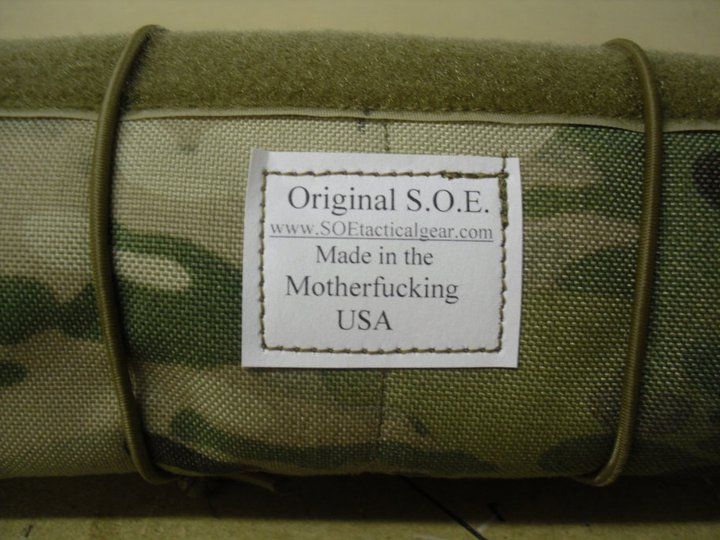 Original S.O.E.
www.SOEtacticalgear.com
Made in the
Motherfucking
USA